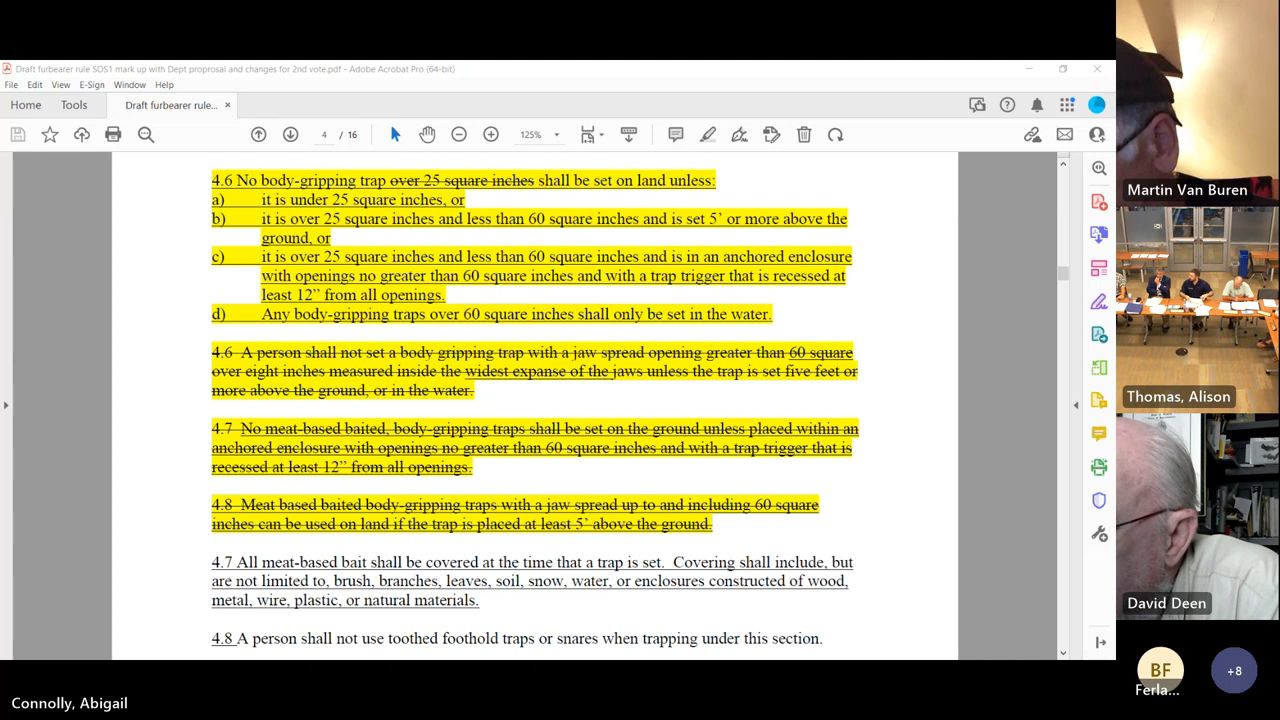 Draft furbearer rule SOS1 mark up with Dept proprosal and changes for 2nd vote.pdf - Adobe Acrobat Pro (64-bit)
File Edit View E-Sign Window Help
Home Tools Draft furbearer rule... ×
4 / 16 125%
4.6 No body-gripping trap over 25 square inches shall be set on land unless:
a) it is under 25 square inches, or
b) it is over 25 square inches and less than 60 square inches and is set 5’ or more above the
ground, or
c) it is over 25 square inches and less than 60 square inches and is in an anchored enclosure
with openings no greater than 60 square inches and with a trap trigger that is recessed at
least 12” from all openings.
d) Any body-gripping traps over 60 square inches shall only be set in the water.
4.6 A person shall not set a body gripping trap with a jaw spread opening greater than 60 square
over eight inches measured inside the widest expanse of the jaws unless the trap is set five feet or
more above the ground, or in the water.
4.7 No meat-based baited, body-gripping traps shall be set on the ground unless placed within an
anchored enclosure with openings no greater than 60 square inches and with a trap trigger that is
recessed at least 12” from all openings.
4.8 Meat based baited body-gripping traps with a jaw spread up to and including 60 square
inches can be used on land if the trap is placed at least 5’ above the ground.
4.7 All meat-based bait shall be covered at the time that a trap is set. Covering shall include, but
are not limited to, brush, branches, leaves, soil, snow, water, or enclosures constructed of wood,
metal, wire, plastic, or natural materials.
4.8 A person shall not use toothed foothold traps or snares when trapping under this section.
Martin Van Buren
Thomas, Alison
David Deen
BF
+8
Ferla...
Connolly, Abigail